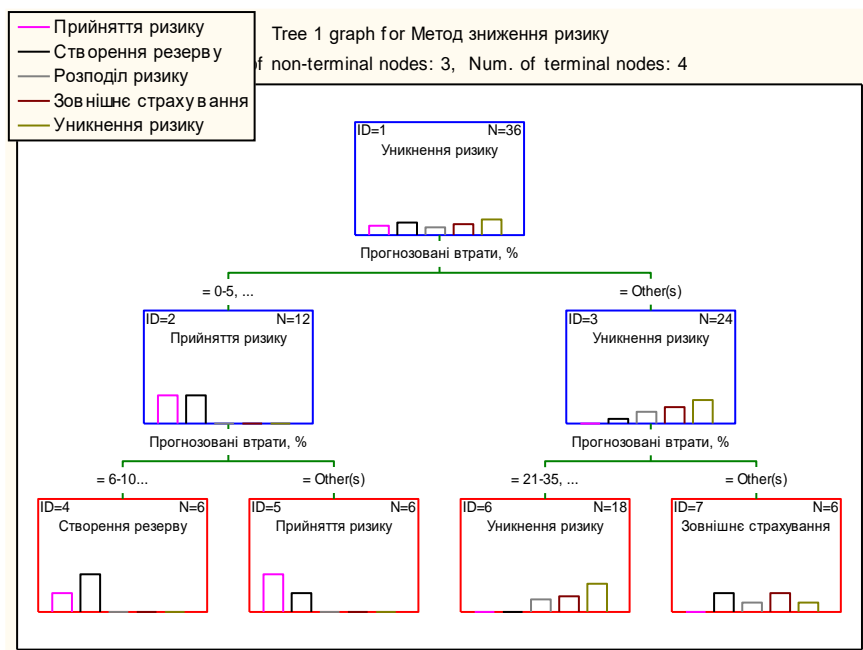 Прийняття ризику
Створення резерву
Розподіл ризику
Зовнішнє страхування
Уникнення ризику
Tree 1 graph for Метод зниження ризику
of non-terminal nodes: 3, Num. of terminal nodes: 4
ID=1 N=36
Уникнення ризику
Прогнозовані втрати, %
= 0-5, ... = Other(s)
ID=2 N=12 ID=3 N=24
Прийняття ризику Уникнення ризику
Прогнозовані втрати, % Прогнозовані втрати, %
= 6-10... = Other(s) = 21-35, ... = Other(s)
ID=4 N=6 ID=5 N=6 ID=6 N=18 ID=7 N=6
Створення резерву Прийняття ризику Уникнення ризику Зовнішнє страхування